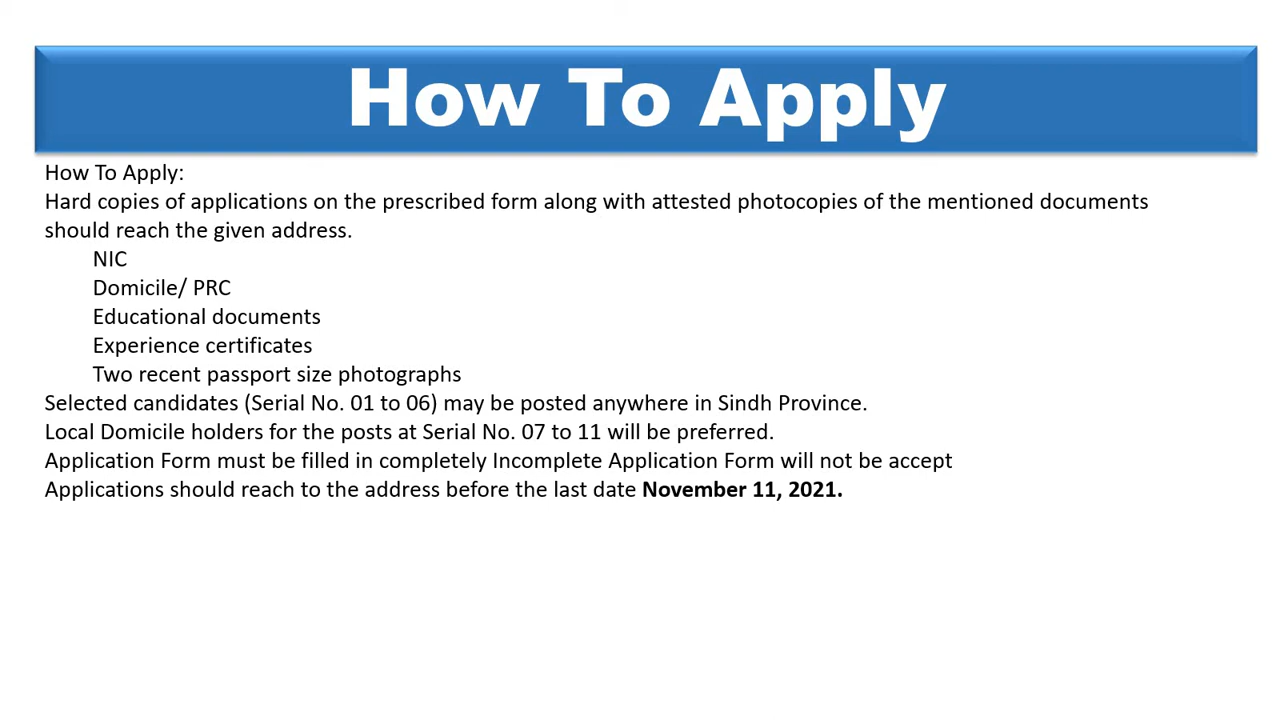 How To Apply
How To Apply:
Hard copies of applications on the prescribed form along with attested photocopies of the mentioned documents
should reach the given address.
NIC
Domicile/ PRC
Educational documents
Experience certificates
Two recent passport size photographs
Selected candidates (Serial No. 01 to 06) may be posted anywhere in Sindh Province.
Local Domicile holders for the posts at Serial No. 07 to 11 will be preferred.
Application Form must be filled in completely Incomplete Application Form will not be accept
Applications should reach to the address before the last date November 11, 2021.